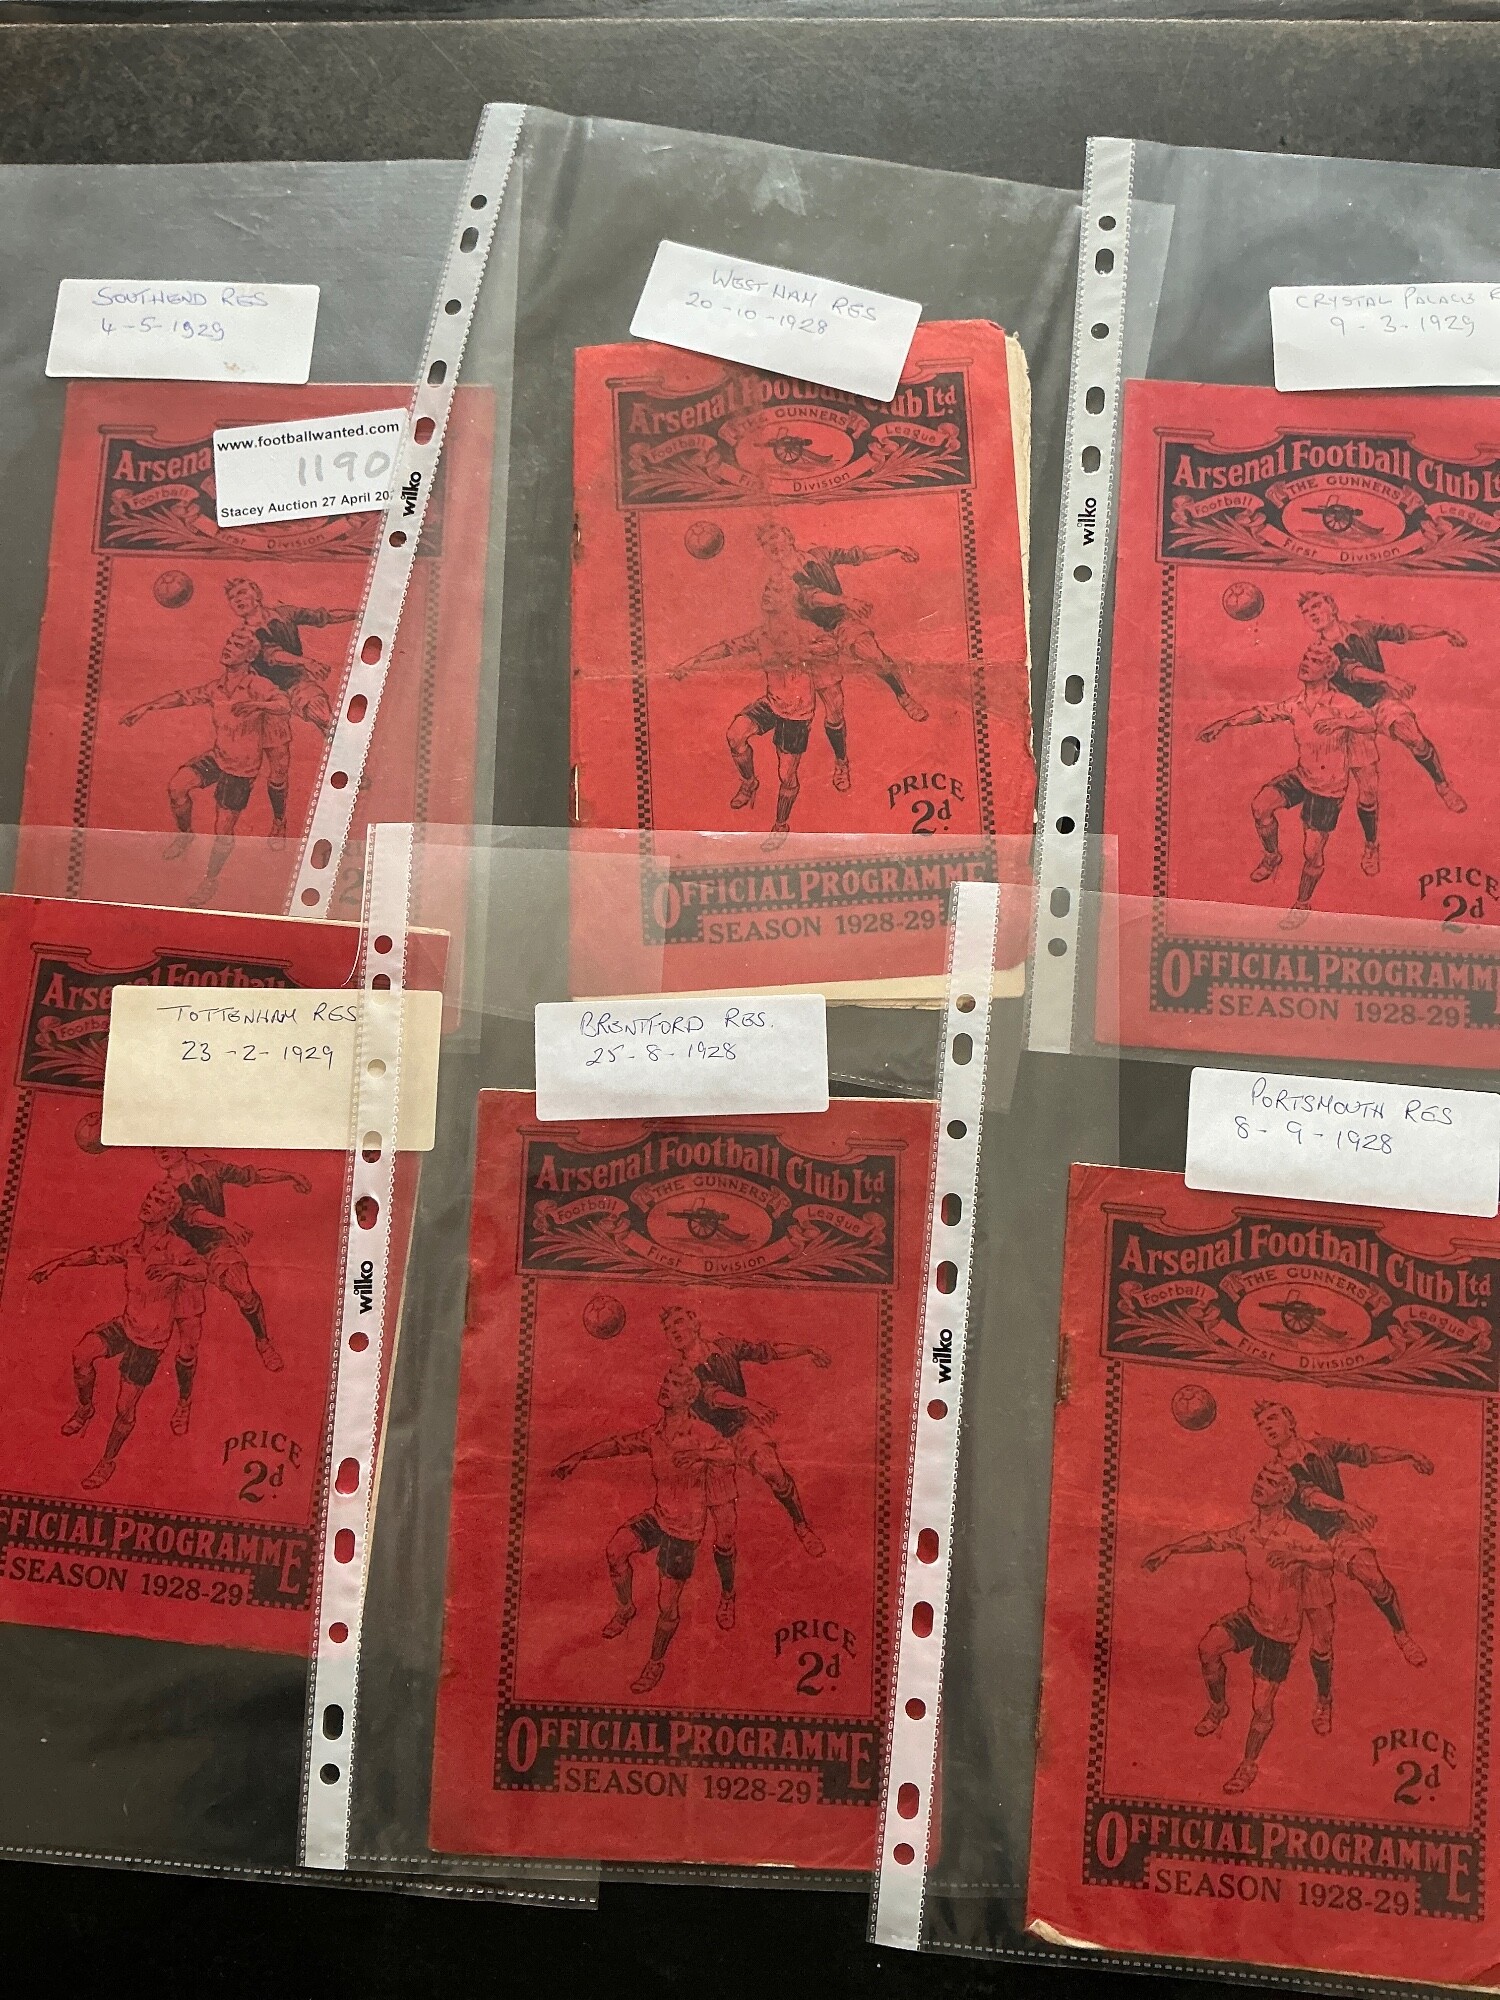 SOUTHEND RES
4-5-1929
Arsena
www.footballwanted.com
1190
Stacey Auction 27 April 20
Football
First Division
wilko
WEST HAM RES
20-10-1928
Arsenal Football Club Ltd
THE GUNNERS
Football League
First Division
PRICE
2d.
OFFICIAL PROGRAMME
SEASON 1928-29
wilko
CRYSTAL PALACE
9-3-1929
Arsenal Football Club
THE GUNNERS
Football League
First Division
PRICE
2d.
OFFICIAL PROGRAMME
SEASON 1928-29
Arsenal Football
TOTTENHAM RES
23-2-1929
wilko
PRICE
2d.
FFICIAL PROGRAMME
SEASON 1928-29
BRENTFORD RES.
25-8-1928
Arsenal Football Club Ltd.
THE GUNNERS
Football League
First Division
PRICE
2d.
OFFICIAL PROGRAMME
SEASON 1928-29
wilko
PORTSMOUTH RES
8-9-1928
Arsenal Football Club Ltd.
THE GUNNERS
Football League
First Division
PRICE
2d.
OFFICIAL PROGRAMME
SEASON 1928-29